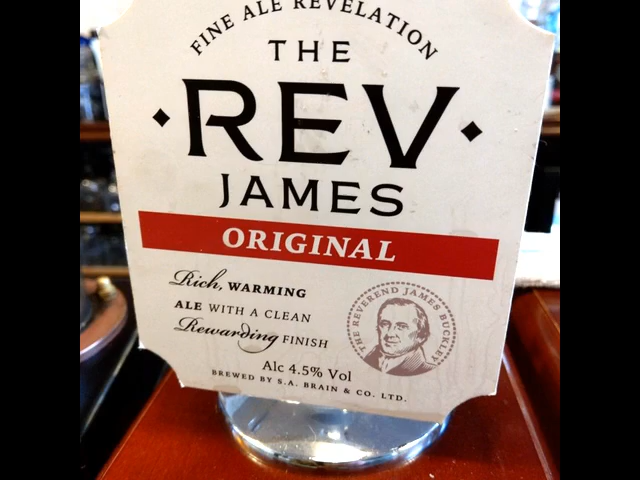 FINE ALE REVELATION
THE
REV
JAMES
ORIGINAL
Rich, WARMING
ALE WITH A CLEAN
Rewarding FINISH
THE REVEREND JAMES BUCKLEY
Alc 4.5% Vol
BREWED BY S.A. BRAIN & CO. LTD.